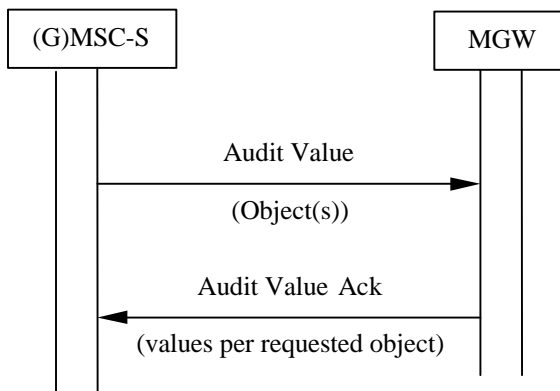 (G)MSC-S
MGW
Audit Value
(Object(s))
Audit Value Ack
(values per requested object)